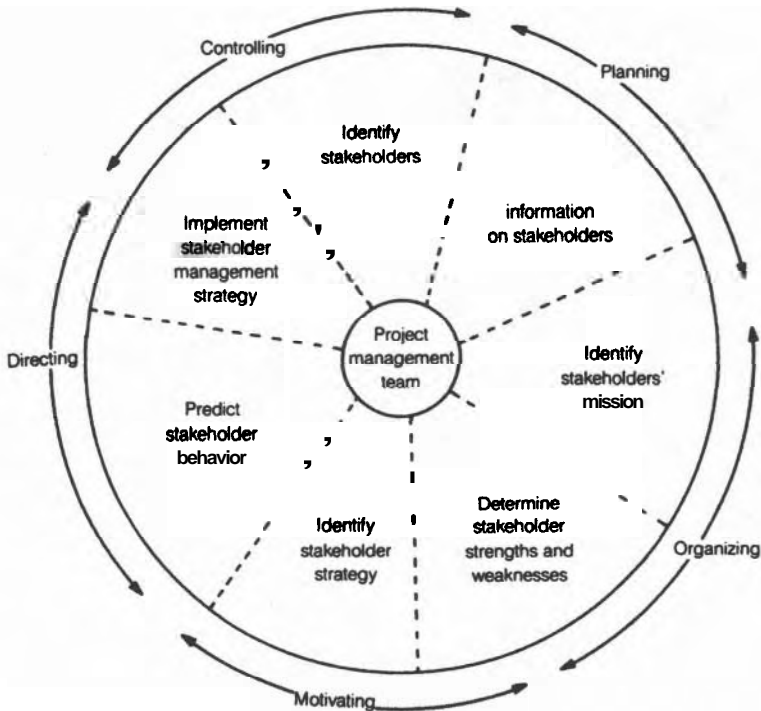 Controlling
Planning
Identify
stakeholders
information
on stakeholders
Implement
stakeholder
management
strategy
Project
management
team
Identify
stakeholders'
mission
Directing
Predict
stakeholder
behavior
Determine
stakeholder
strengths and
weaknesses
Identify
stakeholder
strategy
Organizing
Motivating